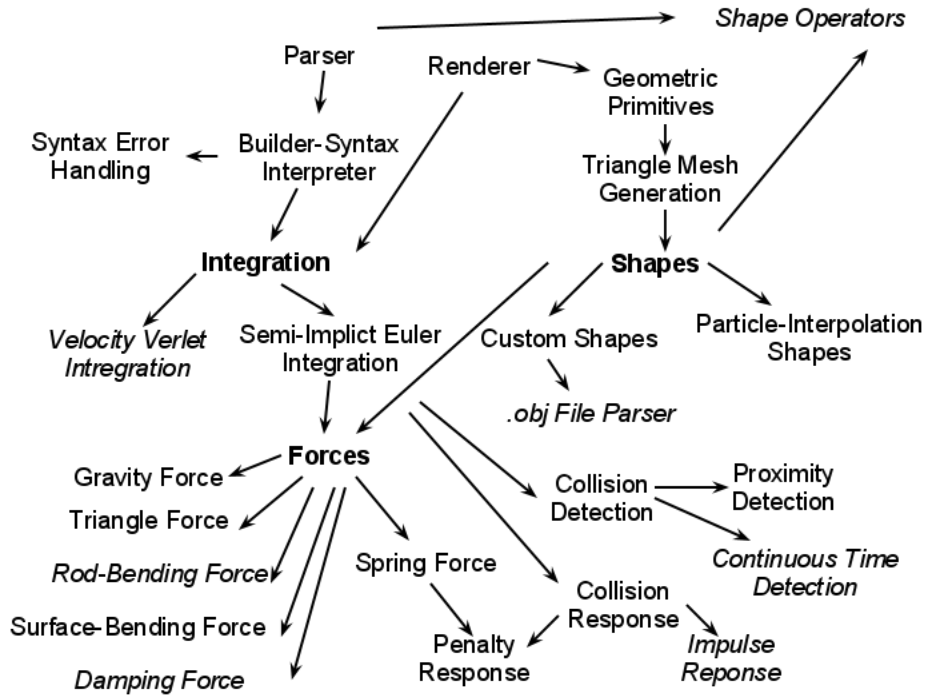 Shape Operators
Parser
Renderer
Geometric
Primitives
Syntax Error
Handling
Builder-Syntax
Interpreter
Triangle Mesh
Generation
Integration
Shapes
Velocity Verlet
Intregration
Semi-Implict Euler
Integration
Custom Shapes
Particle-Interpolation
Shapes
.obj File Parser
Forces
Gravity Force
Collision
Detection
Proximity
Detection
Triangle Force
Rod-Bending Force
Spring Force
Continuous Time
Detection
Collision
Response
Surface-Bending Force
Penalty
Response
Impulse
Reponse
Damping Force